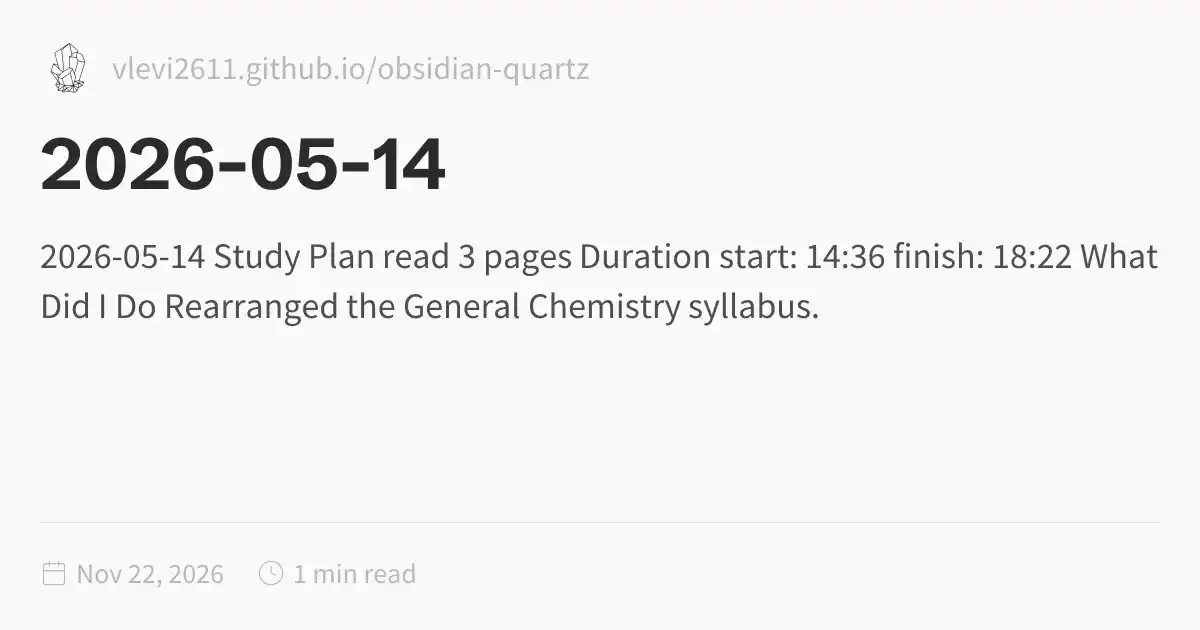 vlevi2611.github.io/obsidian-quartz
2026-05-14
2026-05-14 Study Plan read 3 pages Duration start: 14:36 finish: 18:22 What
Did I Do Rearranged the General Chemistry syllabus.
Nov 22, 2026 1 min read